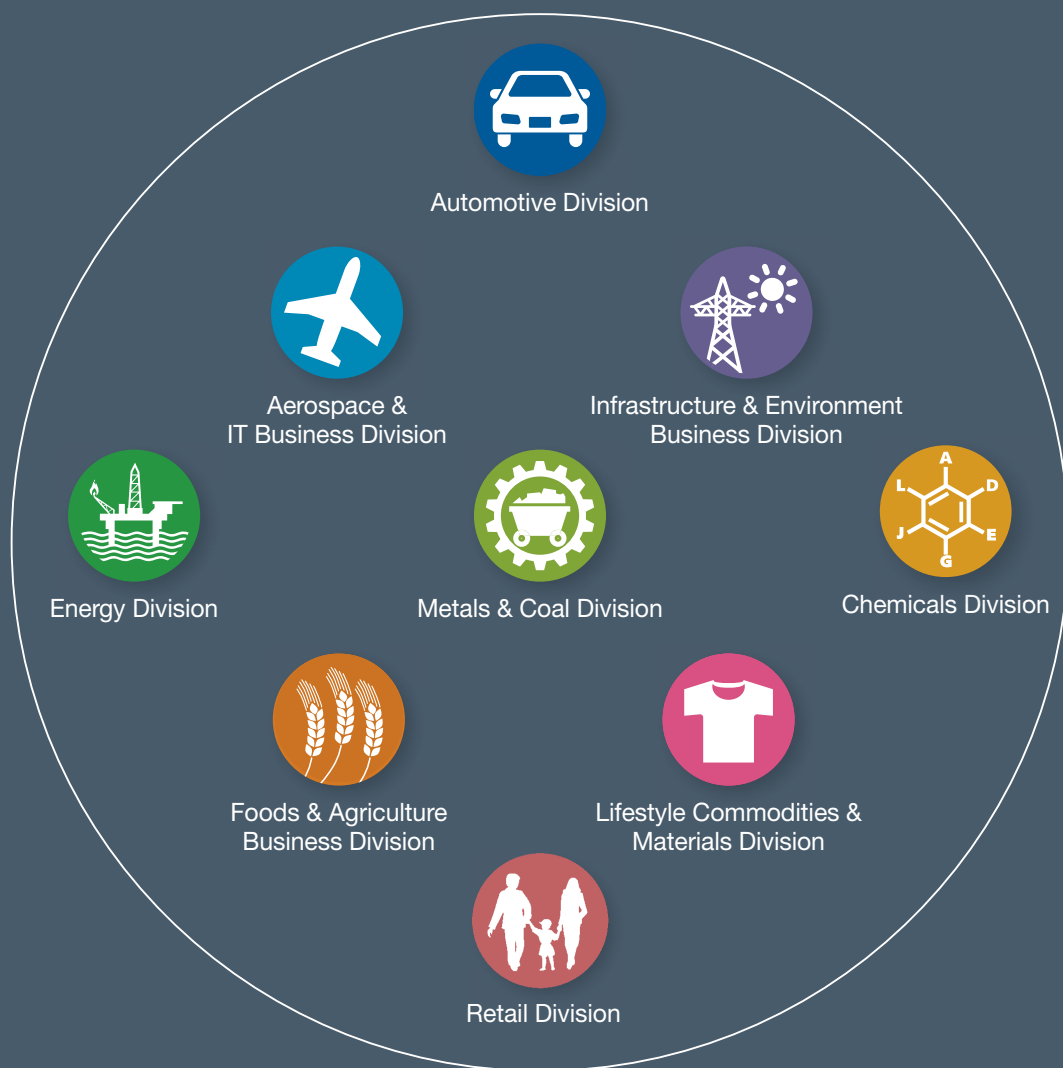 Automotive Division
Aerospace &
IT Business Division
Infrastructure & Environment
Business Division
Energy Division
Metals & Coal Division
A
L
D
J
E
G
Chemicals Division
Foods & Agriculture
Business Division
Lifestyle Commodities &
Materials Division
Retail Division